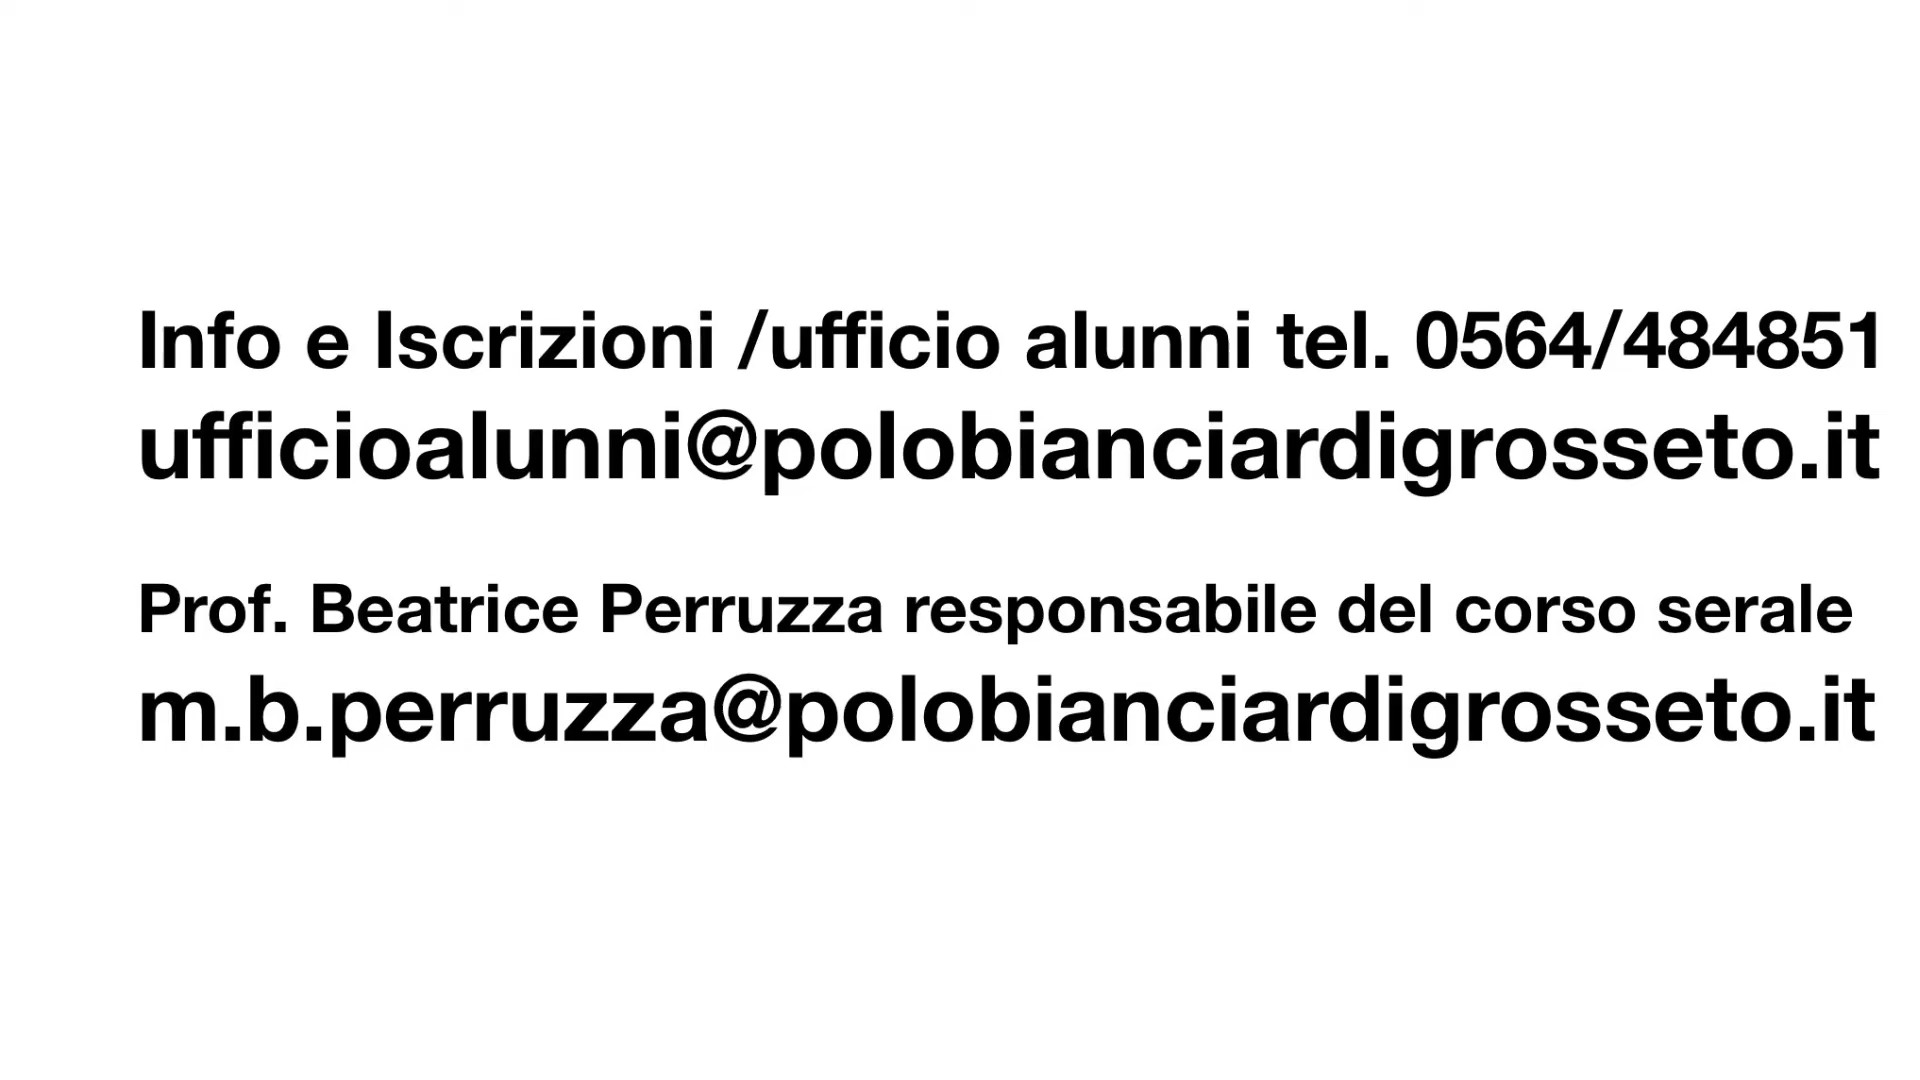 Info e Iscrizioni /ufficio alunni tel. 0564/484851
ufficioalunni@polobianciardigrosseto.it
Prof. Beatrice Perruzza responsabile del corso serale
m.b.perruzza@polobianciardigrosseto.it